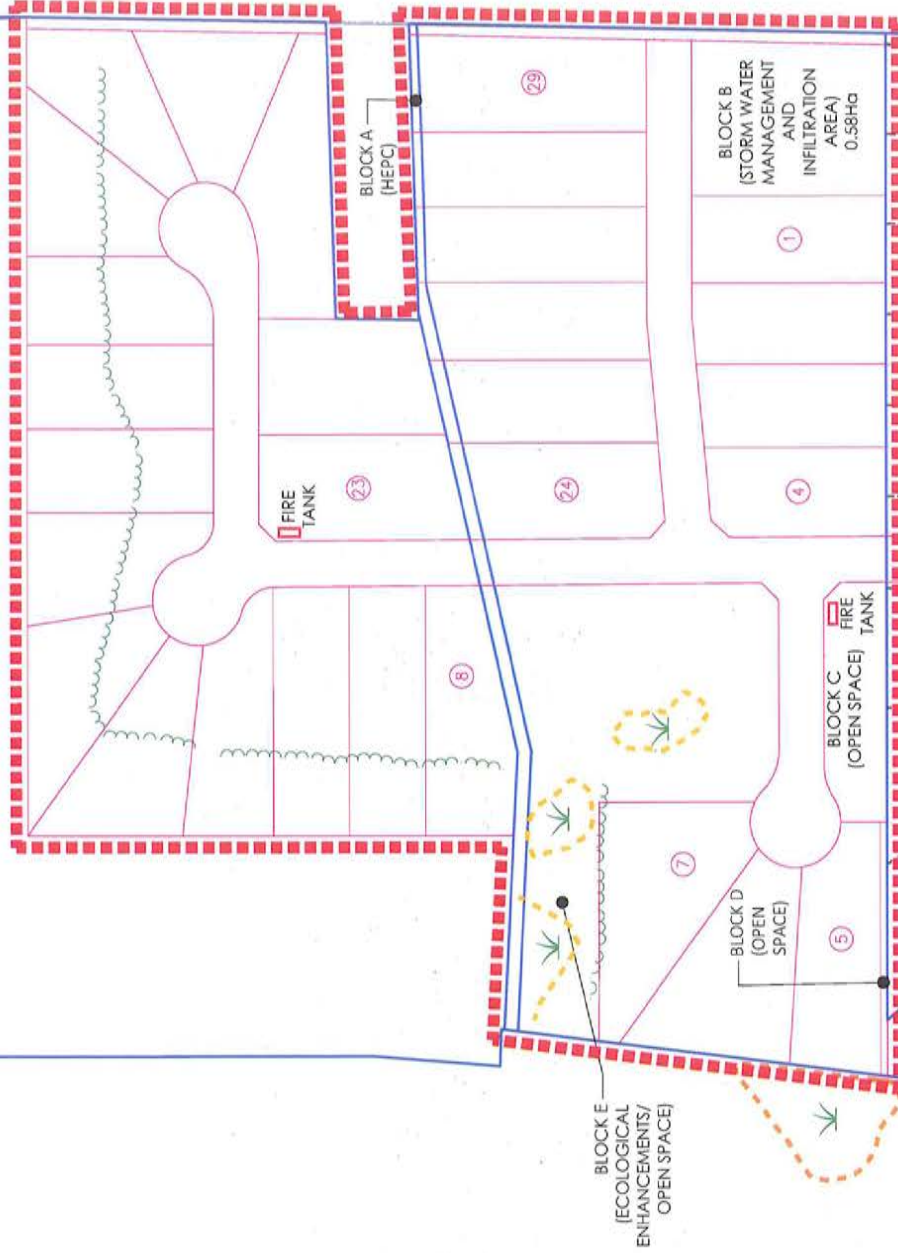 BLOCK A
(HEPC)
29
BLOCK B
(STORM WATER
MANAGEMENT
AND
INFILTRATION
AREA)
0.58Ha
1
FIRE
TANK
23
24
4
8
BLOCK C
(OPEN SPACE)
FIRE
TANK
7
BLOCK D
(OPEN
SPACE)
5
BLOCK E
(ECOLOGICAL
ENHANCEMENTS/
OPEN SPACE)